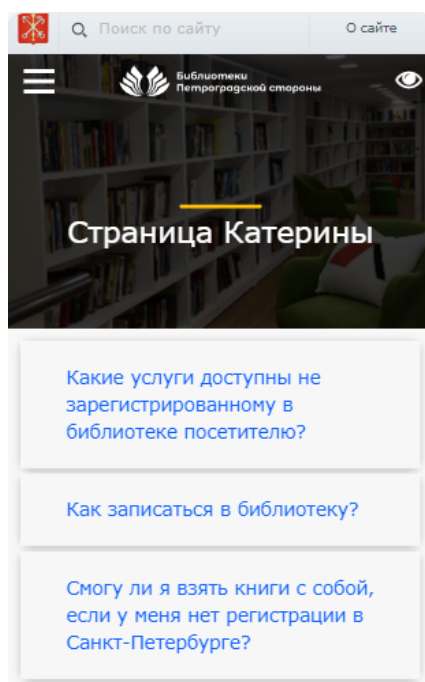 Поиск по сайту
О сайте
Библиотеки
Петроградской стороны
Страница Катерины
Какие услуги доступны не
зарегистрированному в
библиотеке посетителю?
Как записаться в библиотеку?
Смогу ли я взять книги с собой,
если у меня нет регистрации в
Санкт-Петербурге?